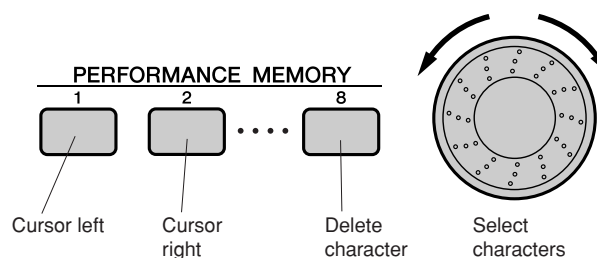 PERFORMANCE MEMORY
1 2 8
Cursor left
Cursor
right
Delete
character
Select
characters